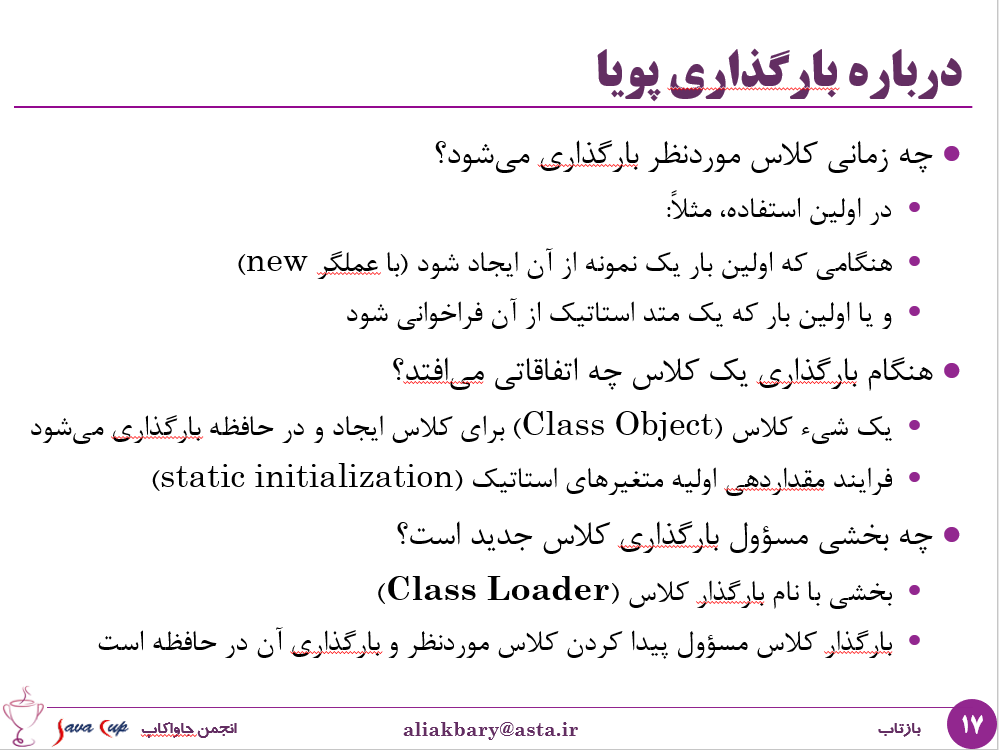 درباره بارگذاری پویا
چه زمانی کلاس موردنظر بارگذاری می‌شود؟
در اولین استفاده، مثلاً:
هنگامی که اولین بار یک نمونه از آن ایجاد شود (با عملگر new)
و یا اولین بار که یک متد استاتیک از آن فراخوانی شود
هنگام بارگذاری یک کلاس چه اتفاقاتی می‌افتد؟
یک شیء کلاس (Class Object) برای کلاس ایجاد و در حافظه بارگذاری می‌شود
فرایند مقداردهی اولیه متغیرهای استاتیک (static initialization)
چه بخشی مسؤول بارگذاری کلاس جدید است؟
بخشی با نام بارگذار کلاس (Class Loader)
بارگذار کلاس مسؤول پیدا کردن کلاس موردنظر و بارگذاری آن در حافظه است
۱۷
بازتاب
aliakbary@asta.ir
انجمن جاواکاپ
Java Cup